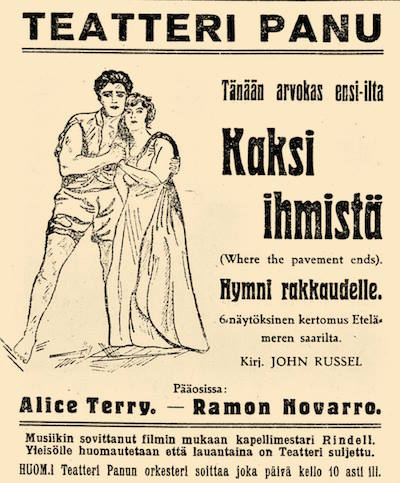 TEATTERI PANU
Tänään arvokas ensi-ilta
Kaksi
ihmistä
(Where the pavement ends).
Hymni rakkaudelle.
6-näytöksinen kertomus Etelä-
meren saarilta.
Kirj. JOHN RUSSEL
Pääosissa:
Alice Terry. — Ramon Novarro.
Musiikin sovittanut filmin mukaan kapellimestari Rindell.
Yleisölle huomautetaan että lauantaina on Teatteri suljettu.
HUOM.! Teatteri Panun orkesteri soittaa joka päivä kello 10 asti ill.